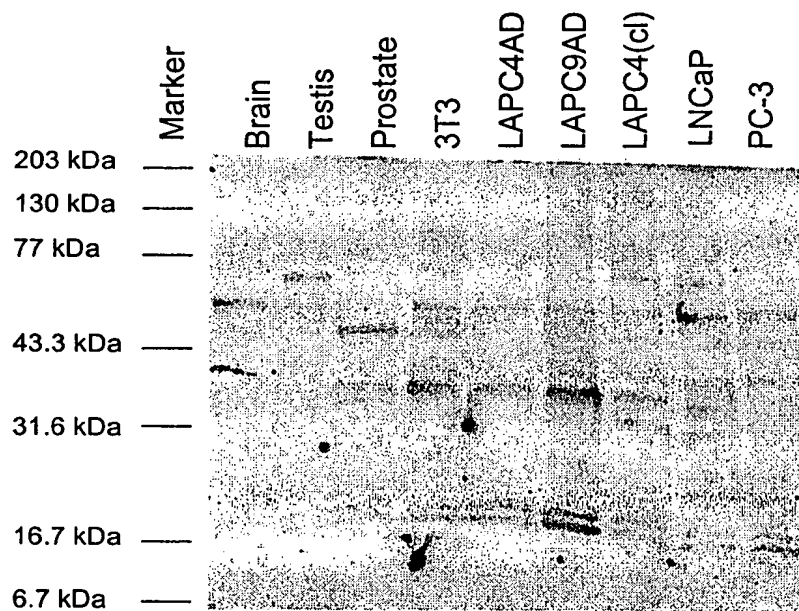 Marker
Brain
Testis
Prostate
3T3
LAPC4AD
LAPC9AD
LAPC4(cl)
LNCaP
PC-3
203 kDa
130 kDa
77 kDa
43.3 kDa
31.6 kDa
16.7 kDa
6.7 kDa